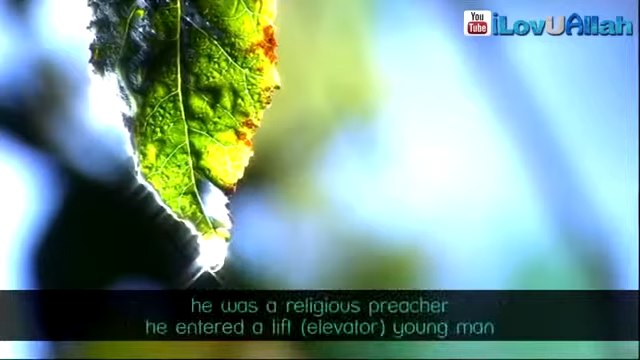 You Tube iLovUAllah
he was a religious preacher
he entered a lift (elevator) young man